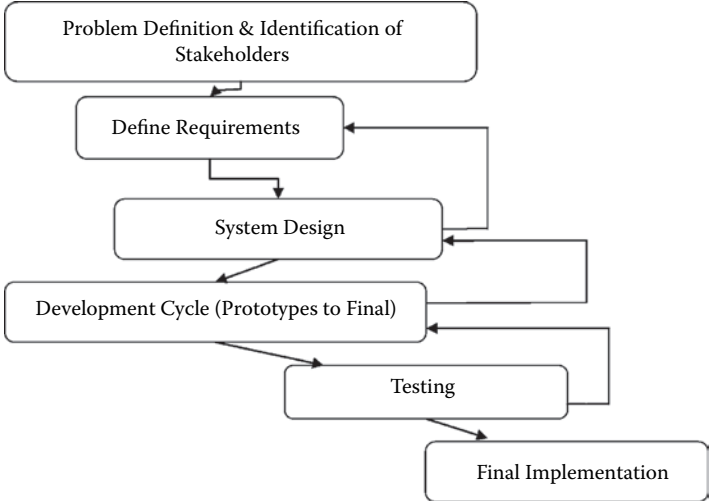 Problem Definition & Identification of
Stakeholders
Define Requirements
System Design
Development Cycle (Prototypes to Final)
Testing
Final Implementation